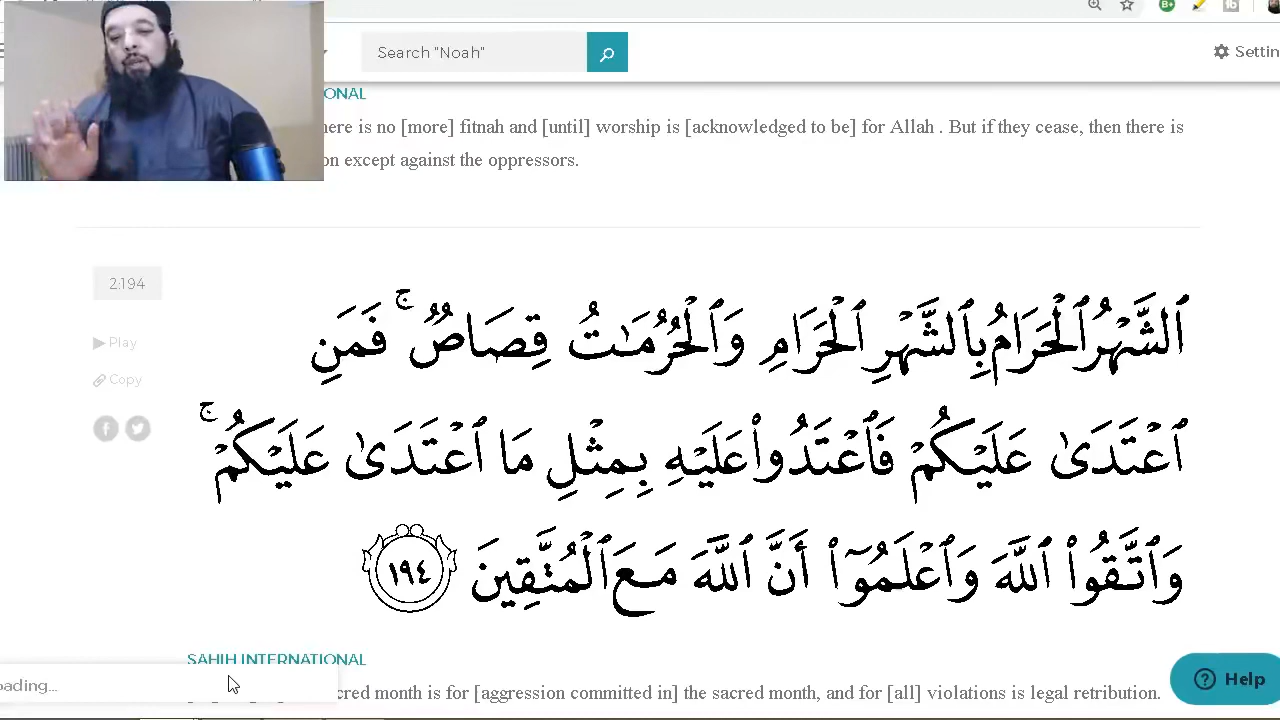 Search "Noah"
Settin
ONAL
here is no [more] fitnah and [until] worship is [acknowledged to be] for Allah . But if they cease, then there is
on except against the oppressors.
2:194
ٱلشَّهْرُ ٱلْحَرَامُ بِٱلشَّهْرِ ٱلْحَرَامِ وَٱلْحُرُمَـٰتُ قِصَاصٌ ۚ فَمَنِ
ٱعْتَدَىٰ عَلَيْكُمْ فَٱعْتَدُوا۟ عَلَيْهِ بِمِثْلِ مَا ٱعْتَدَىٰ عَلَيْكُمْ ۚ
وَٱتَّقُوا۟ ٱللَّهَ وَٱعْلَمُوٓا۟ أَنَّ ٱللَّهَ مَعَ ٱلْمُتَّقِينَ ١٩٤
Play
Copy
SAHIH INTERNATIONAL
oading...
cred month is for [aggression committed in] the sacred month, and for [all] violations is legal retribution.
Help